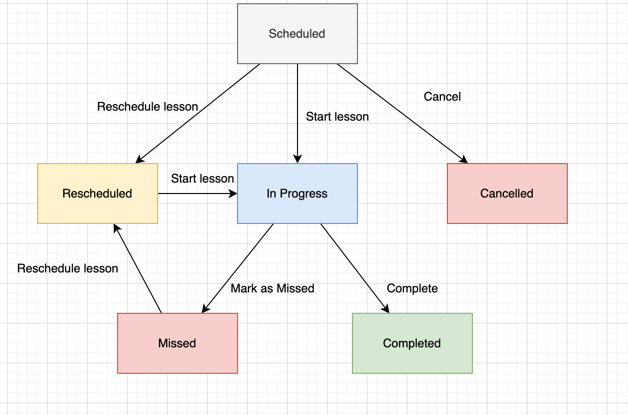 Scheduled
Reschedule lesson
Start lesson
Cancel
Rescheduled
Start lesson
In Progress
Cancelled
Reschedule lesson
Mark as Missed
Complete
Missed
Completed